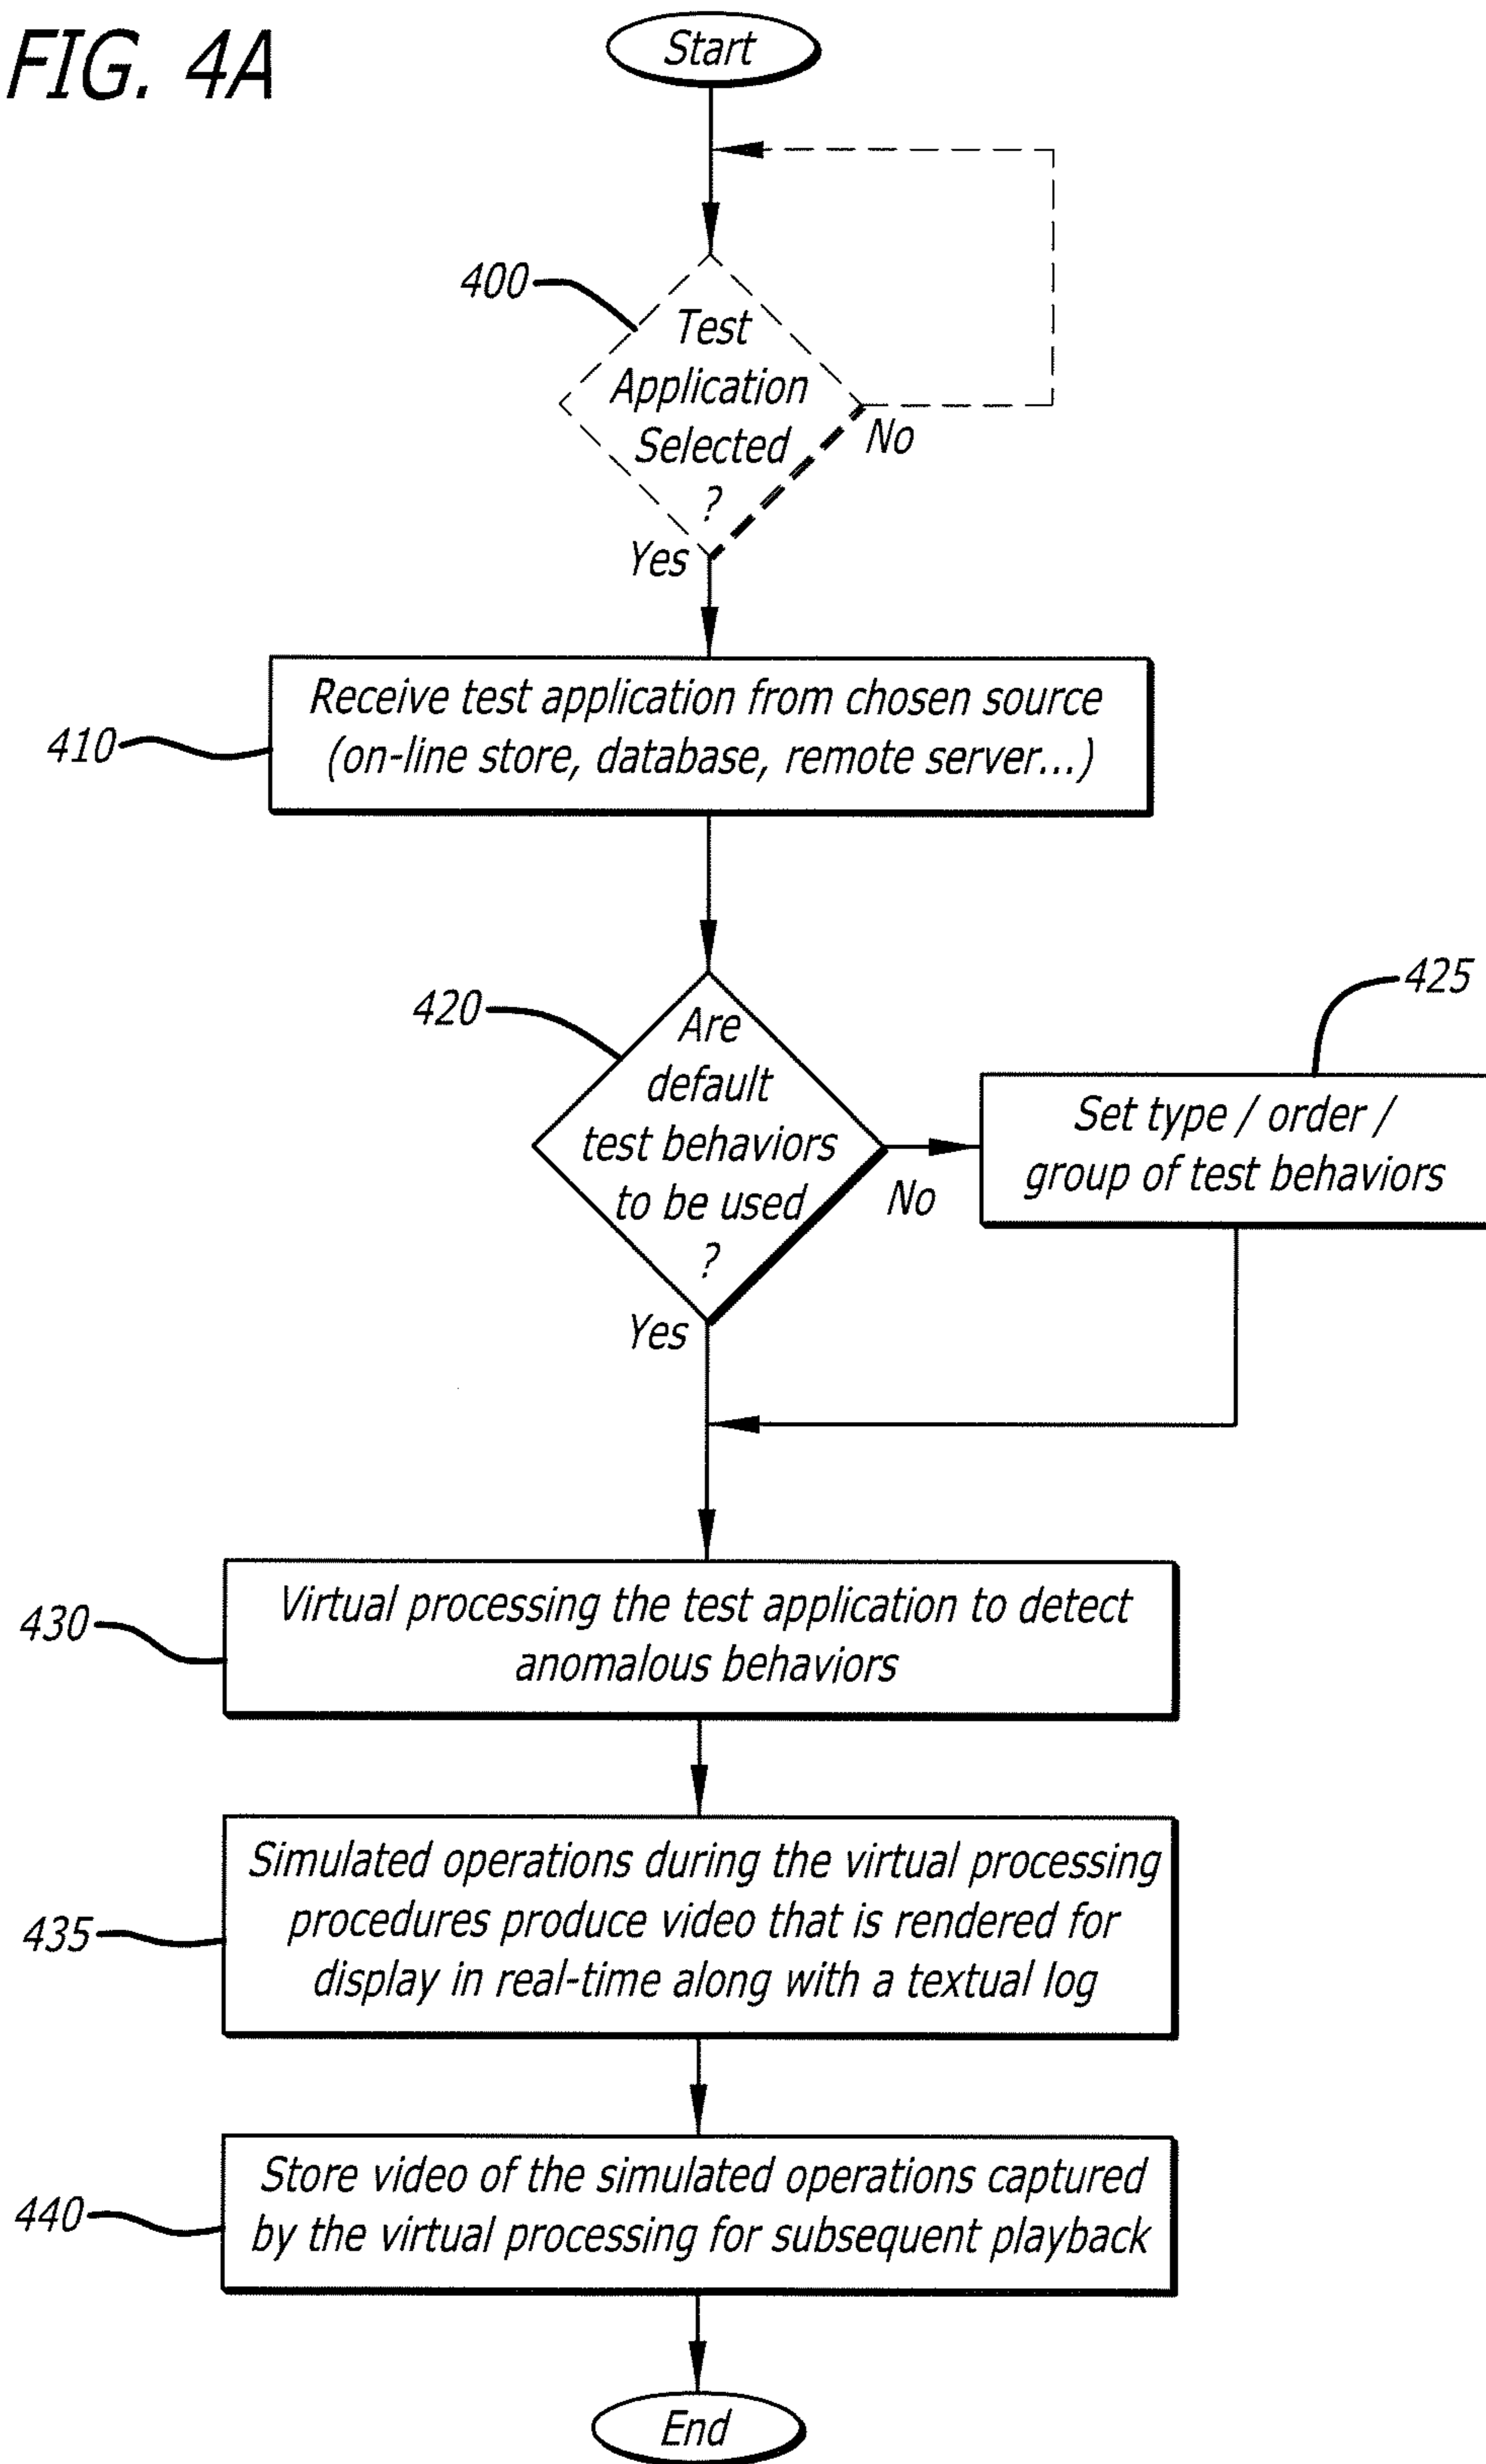 FIG. 4A
Start
400
Test
Application
Selected
?
No
Yes
Receive test application from chosen source
(on-line store, database, remote server...)
410
420
Are
default
test behaviors
to be used
?
No
Yes
425
Set type / order /
group of test behaviors
Virtual processing the test application to detect
anomalous behaviors
430
Simulated operations during the virtual processing
procedures produce video that is rendered for
display in real-time along with a textual log
435
Store video of the simulated operations captured
by the virtual processing for subsequent playback
440
End